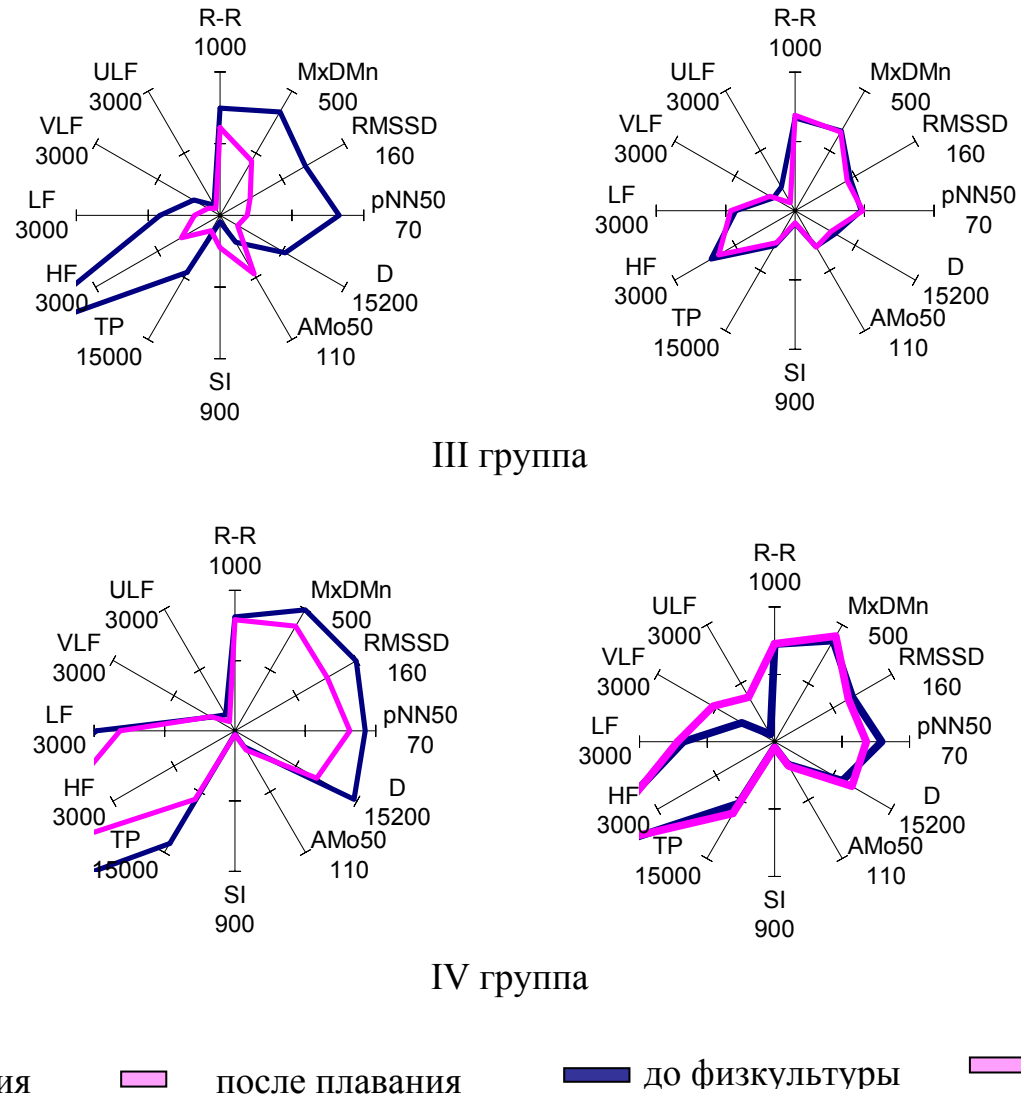 R-R
1000
ULF
3000
MxDMn
500
VLF
3000
RMSSD
160
LF
3000
pNN50
70
HF
3000
D
15200
TP
15000
AMo50
110
SI
900
R-R
1000
ULF
3000
MxDMn
500
VLF
3000
RMSSD
160
LF
3000
pNN50
70
HF
3000
D
15200
TP
15000
AMo50
110
SI
900
III группа
R-R
1000
ULF
3000
MxDMn
500
VLF
3000
RMSSD
160
LF
3000
pNN50
70
HF
3000
D
15200
TP
15000
AMo50
110
SI
900
R-R
1000
ULF
3000
MxDMn
500
VLF
3000
RMSSD
160
LF
3000
pNN50
70
HF
3000
D
15200
TP
15000
AMo50
110
SI
900
IV группа
ия после плавания до физкультуры